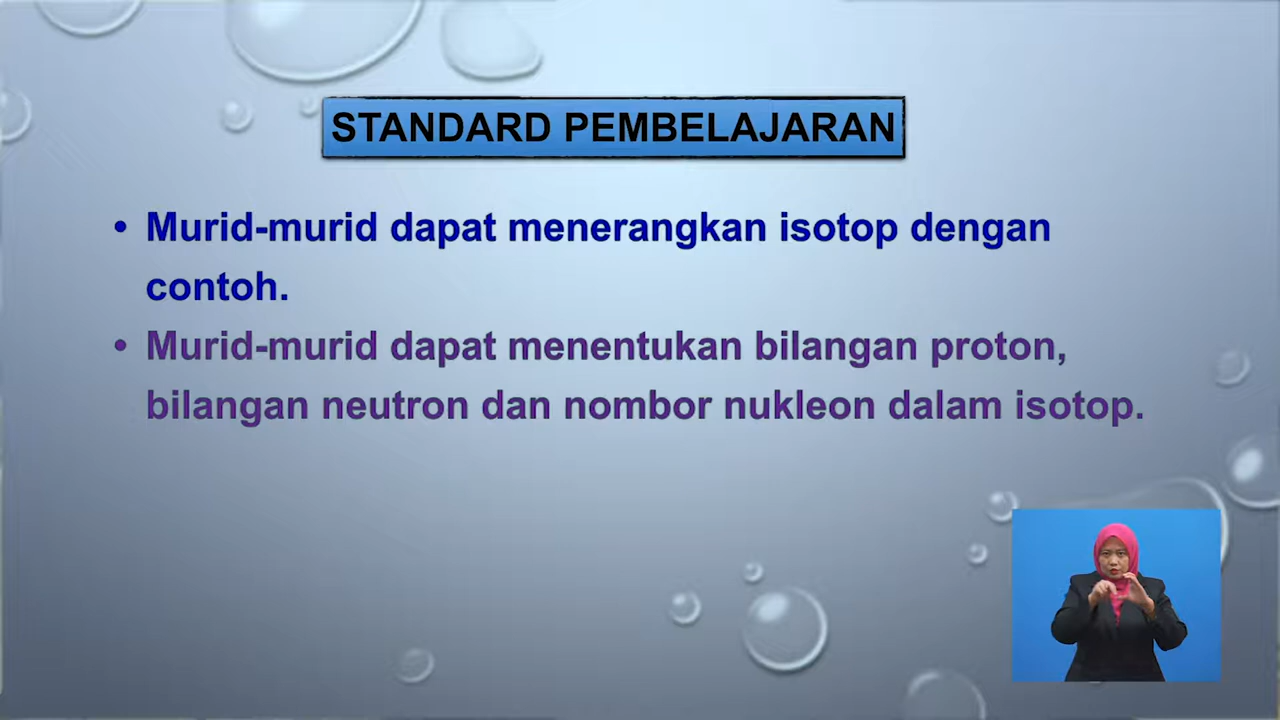 STANDARD PEMBELAJARAN
• Murid-murid dapat menerangkan isotop dengan
contoh.
• Murid-murid dapat menentukan bilangan proton,
bilangan neutron dan nombor nukleon dalam isotop.